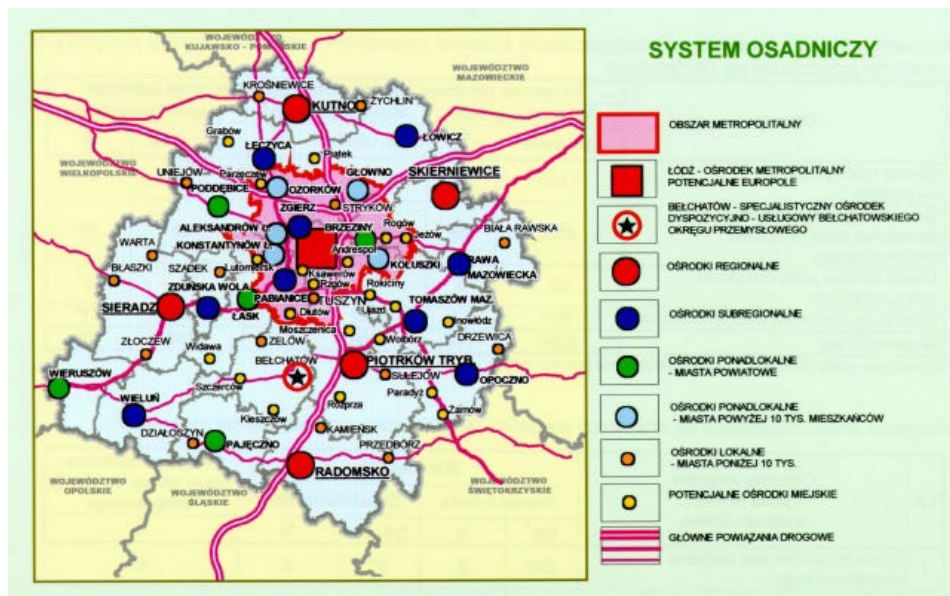 SYSTEM OSADNICZY
WOJEWÓDZTWO
KUJAWSKO - POMORSKIE
WOJEWÓDZTWO
MAZOWIECKIE
KROŚNIEWICE
KUTNO
ŻYCHLIN
Grabów
ŁOWICZ
ŁĘCZYCA
Piątek
WOJEWÓDZTWO
WIELKOPOLSKIE
UNIEJÓW
Parzęczew
GŁOWNO
SKIERNIEWICE
PODDĘBICE
OZORKÓW
STRYKÓW
ZGIERZ
ALEKSANDRÓW Ł.
BRZEZINY
Rogów
Jeżów
BIAŁA RAWSKA
WARTA
KONSTANTYNÓW Ł.
Andrespol
SZADEK
Lutomiersk
KOLUSZKI
RAWA
MAZOWIECKA
BŁASZKI
Ksawerów
Rzgów
Rokiciny
ZDUŃSKA WOLA
PABIANICE
TUSZYN
TOMASZÓW MAZ.
SIERADZ
ŁASK
Dłutów
Ujazd
Inowłódz
Moszczenica
DRZEWICA
ZŁOCZEW
Widawa
ZELÓW
Wolbórz
BEŁCHATÓW
PIOTRKÓW TRYB.
WIERUSZÓW
Szczerców
SULEJÓW
OPOCZNO
Paradyż
WIELUŃ
Kleszczów
Rozprza
Żarnów
DZIAŁOSZYN
PAJĘCZNO
KAMIEŃSK
PRZEDBÓRZ
RADOMSKO
WOJEWÓDZTWO
OPOLSKIE
WOJEWÓDZTWO
ŚLĄSKIE
WOJEWÓDZTWO
ŚWIĘTOKRZYSKIE
OBSZAR METROPOLITALNY
ŁÓDŹ - OŚRODEK METROPOLITALNY
POTENCJALNE EUROPOLE
BEŁCHATÓW - SPECJALISTYCZNY OŚRODEK
DYSPOZYCYJNO - USŁUGOWY BEŁCHATOWSKIEGO
OKRĘGU PRZEMYSŁOWEGO
OŚRODKI REGIONALNE
OŚRODKI SUBREGIONALNE
OŚRODKI PONADLOKALNE
- MIASTA POWIATOWE
OŚRODKI PONADLOKALNE
- MIASTA POWYŻEJ 10 TYS. MIESZKAŃCÓW
OŚRODKI LOKALNE
- MIASTA PONIŻEJ 10 TYS.
POTENCJALNE OŚRODKI MIEJSKIE
GŁÓWNE POWIĄZANIA DROGOWE